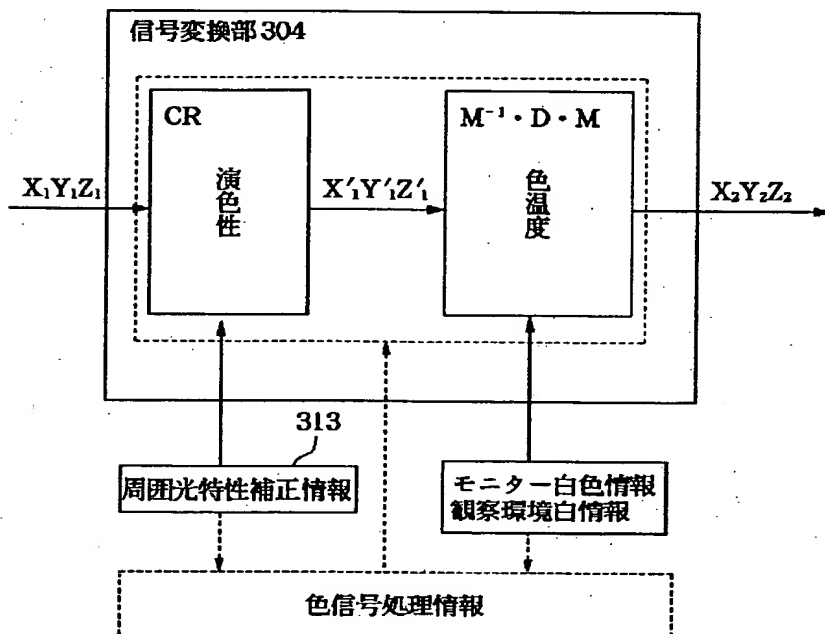 信号変換部304
CR
演色性
M⁻¹・D・M
色温度
X₁Y₁Z₁
X′₁Y′₁Z′₁
X₂Y₂Z₂
313
周囲光特性補正情報
モニター白色情報
観察環境白情報
色信号処理情報